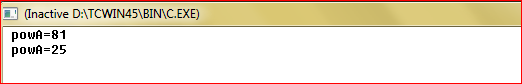 (Inactive D:\TCWIN45\BIN\C.EXE)
powA=81
powA=25